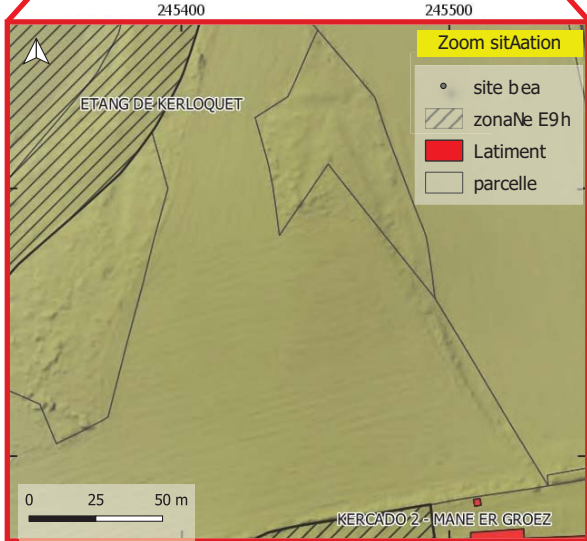 245400 245500
Zoom sitAation
site bea
zonaNe E9h
Latiment
parcelle
ETANG DE KERLOQUET
0 25 50 m
KERCADO 2 - MANE ER GROEZ